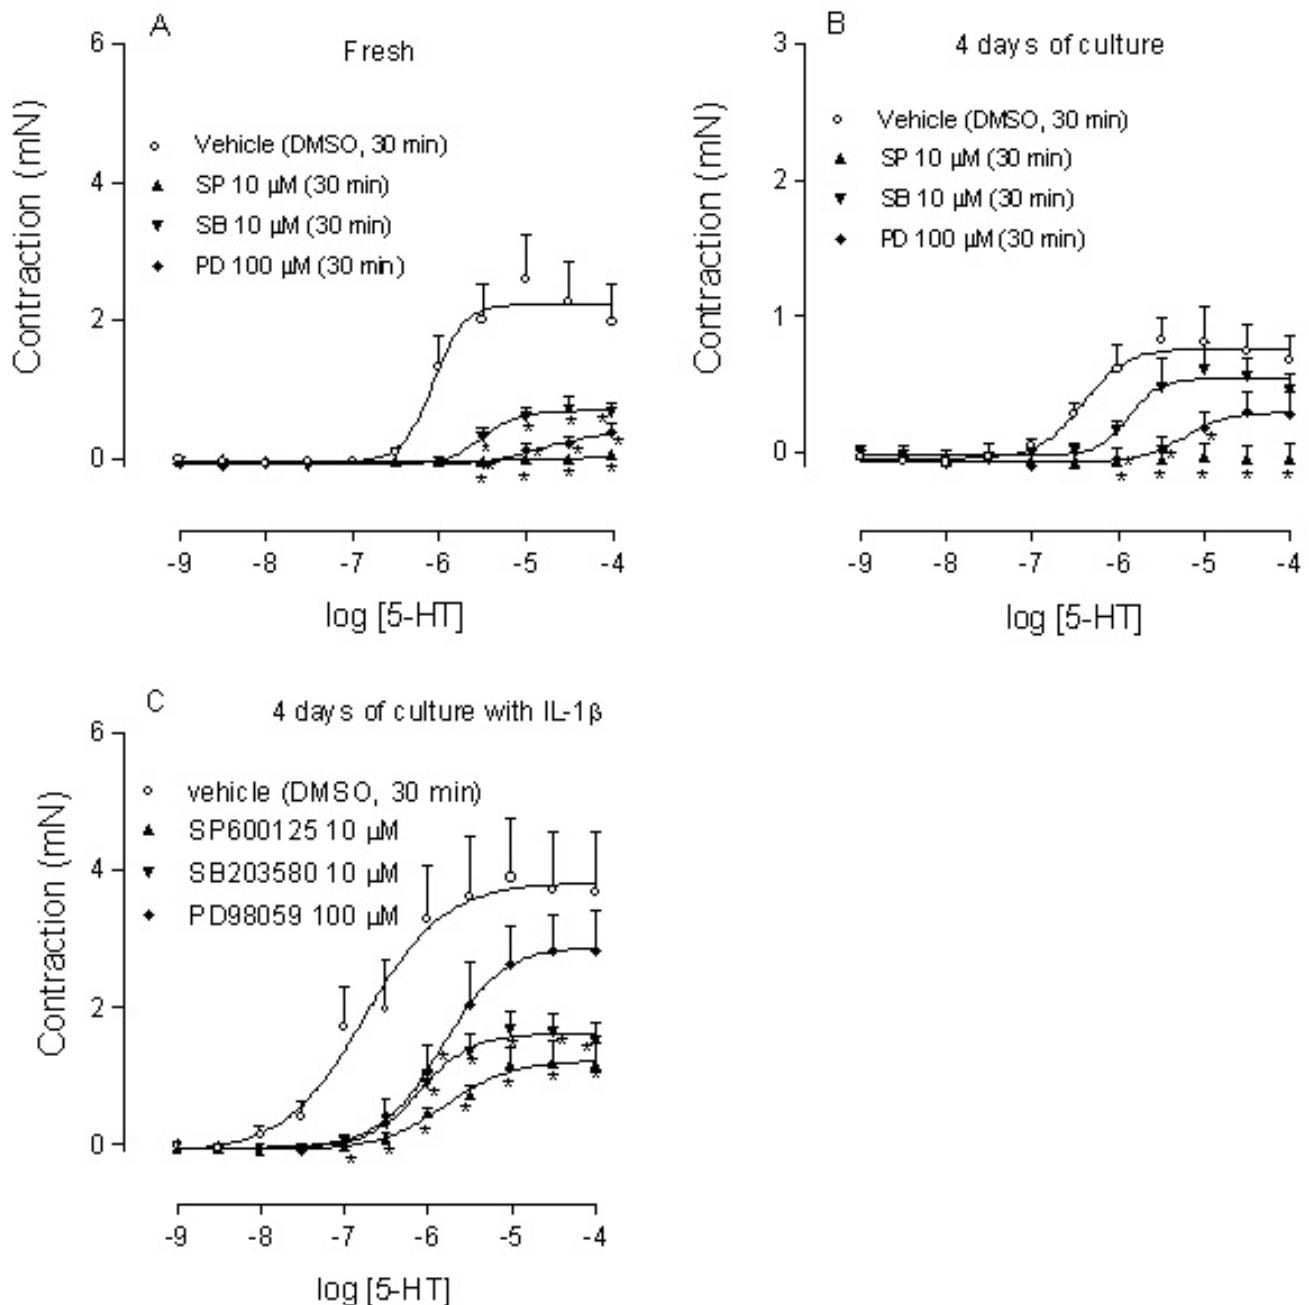 A
Fresh
6
4
2
0
Contraction (mN)
Vehicle (DMSO, 30 min)
SP 10 µM (30 min)
SB 10 µM (30 min)
PD 100 µM (30 min)
* * * * * * * * * * *
-9 -8 -7 -6 -5 -4
log [5-HT]
B
4 days of culture
3
2
1
0
Contraction (mN)
Vehicle (DMSO, 30 min)
SP 10 µM (30 min)
SB 10 µM (30 min)
PD 100 µM (30 min)
* * * * * * * *
-9 -8 -7 -6 -5 -4
log [5-HT]
C
4 days of culture with IL-1β
6
4
2
0
Contraction (mN)
vehicle (DMSO, 30 min)
SP600125 10 µM
SB203580 10 µM
PD98059 100 µM
* * * * * * * * * * * * *
-9 -8 -7 -6 -5 -4
log [5-HT]